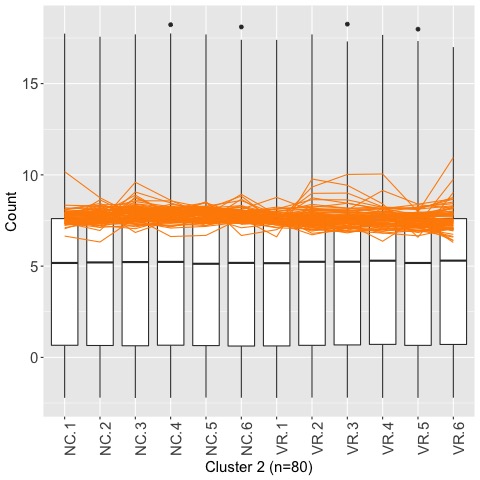 15
10
5
0
Count
NC.1
NC.2
NC.3
NC.4
NC.5
NC.6
VR.1
VR.2
VR.3
VR.4
VR.5
VR.6
Cluster 2 (n=80)